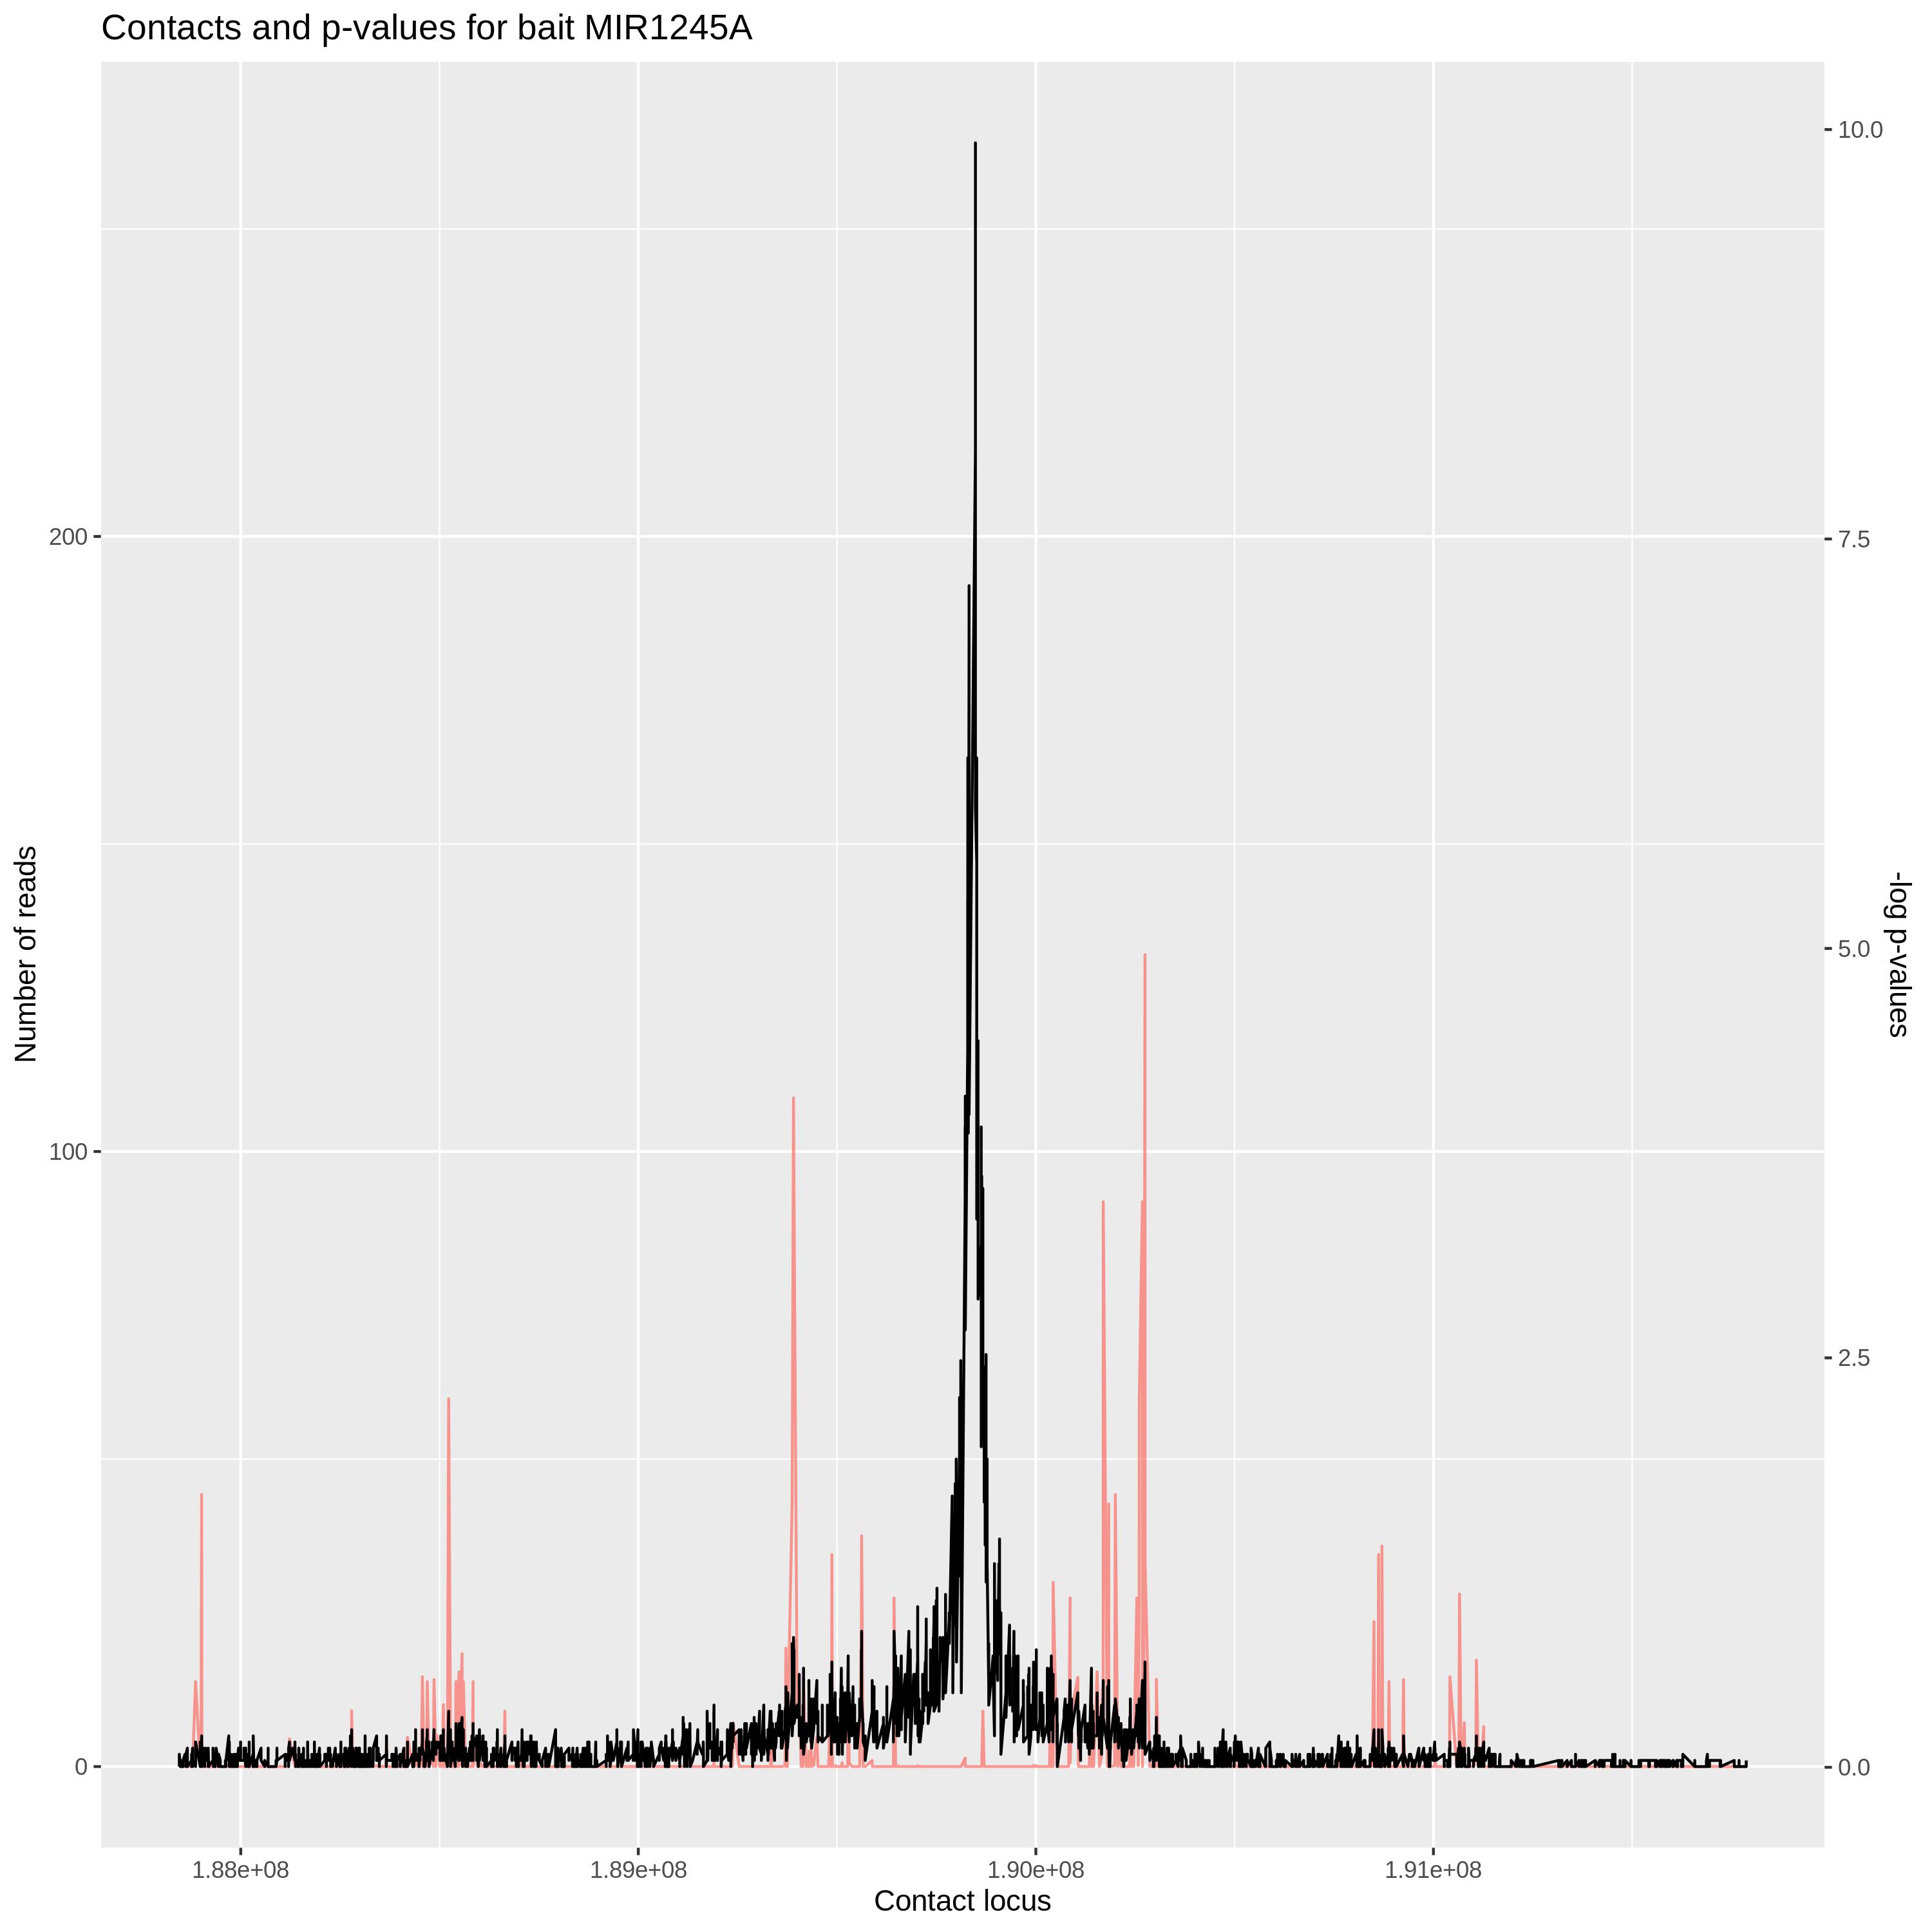 Contacts and p-values for bait MIR1245A
10.0
200
7.5
Number of reads
-log p-values
5.0
100
2.5
0
0.0
1.88e+08
1.89e+08
1.90e+08
1.91e+08
Contact locus